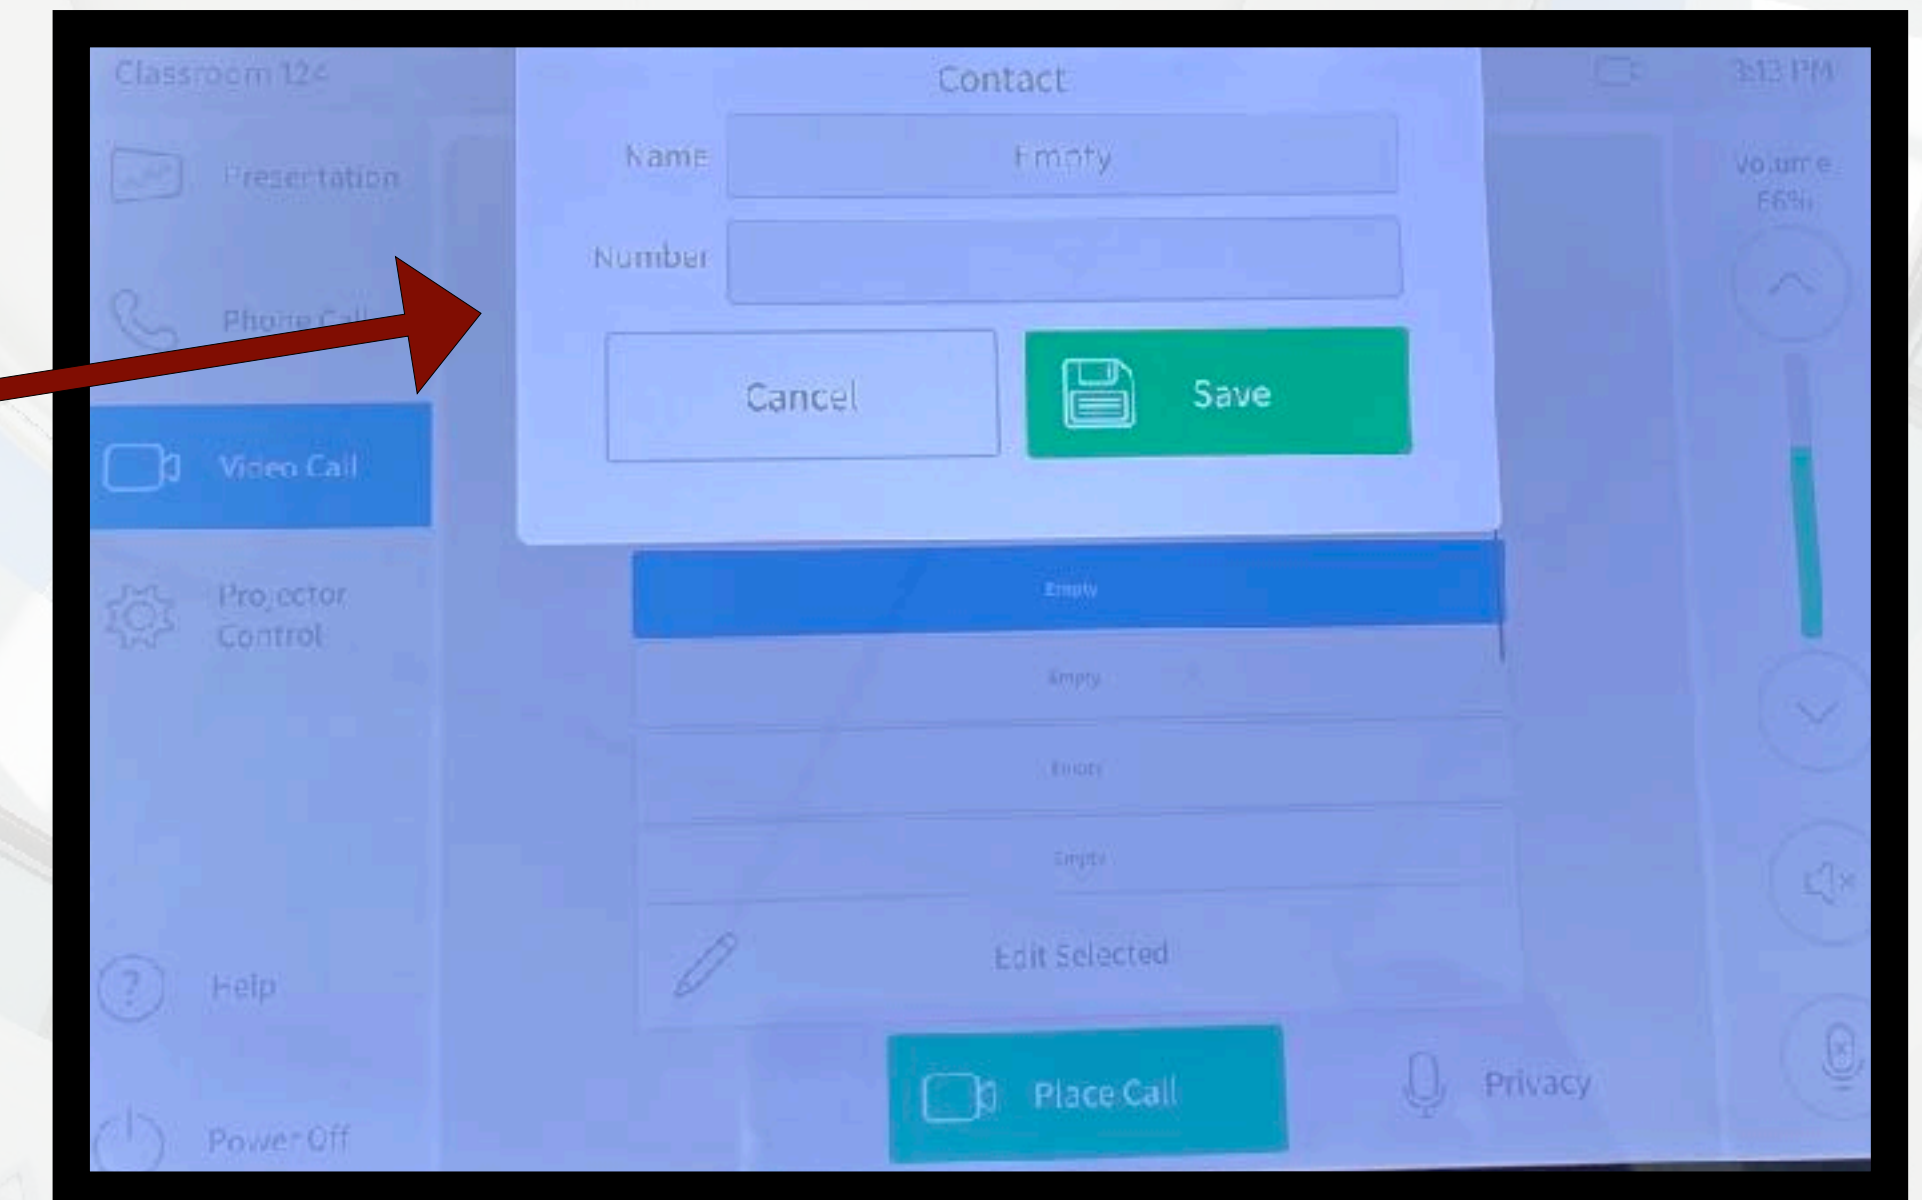 Classroom 124
3:13 PM
Contact
Name
Empty
Number
Cancel
Save
Presentation
Phone Call
Video Call
Projector
Control
Help
Power Off
Empty
Empty
Empty
Empty
Edit Selected
Place Call
Privacy
Volume
66%